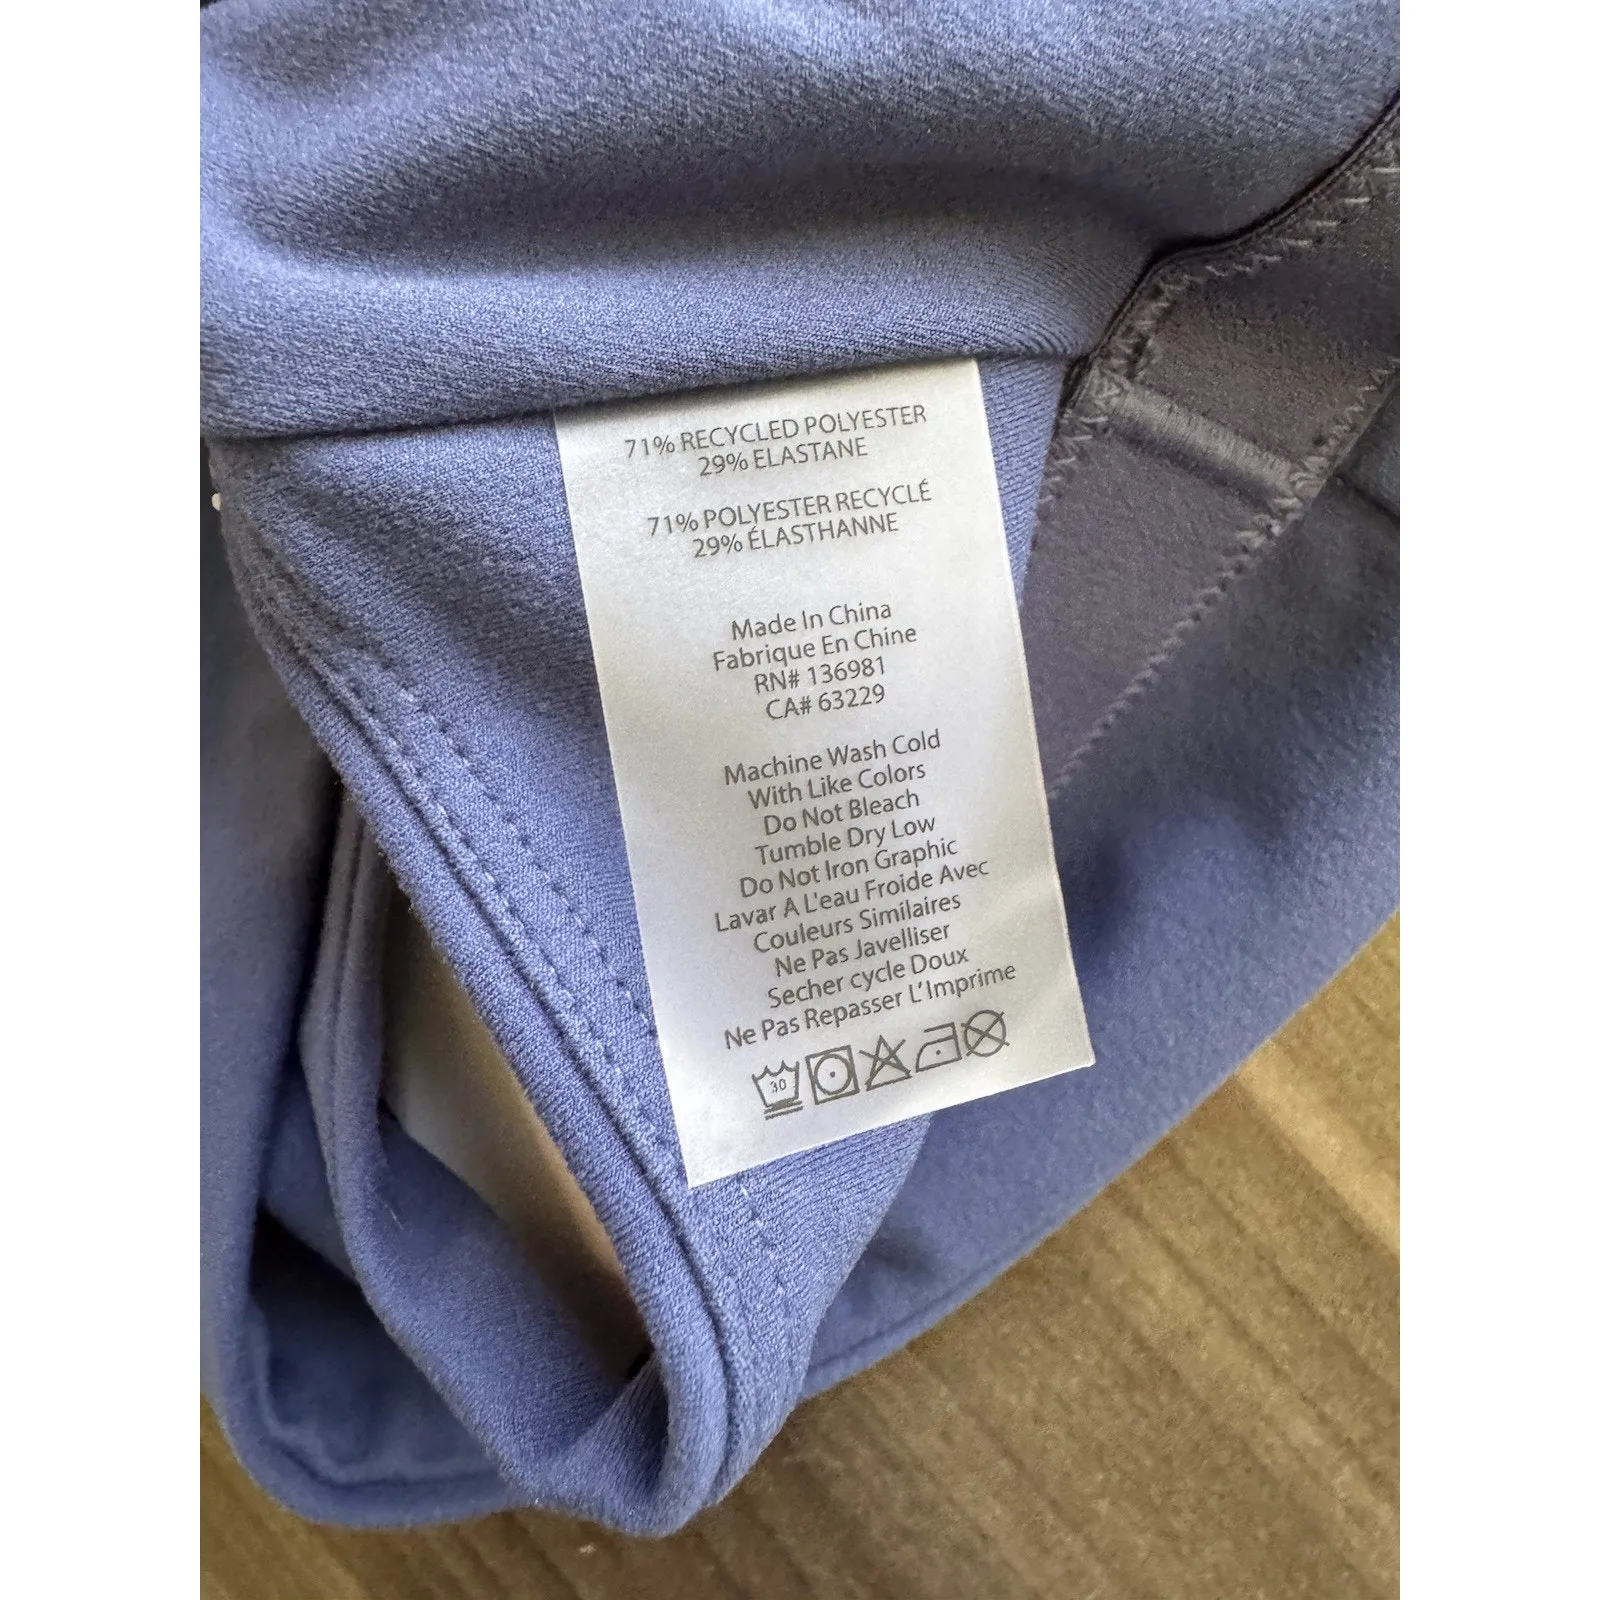 71% RECYCLED POLYESTER
29% ELASTANE
71% POLYESTER RECYCLÉ
29% ÉLASTHANNE
Made In China
Fabrique En Chine
RN# 136981
CA# 63229
Machine Wash Cold
With Like Colors
Do Not Bleach
Tumble Dry Low
Do Not Iron Graphic
Lavar A L'eau Froide Avec
Couleurs Similaires
Ne Pas Javelliser
Secher cycle Doux
Ne Pas Repasser L'Imprime
30